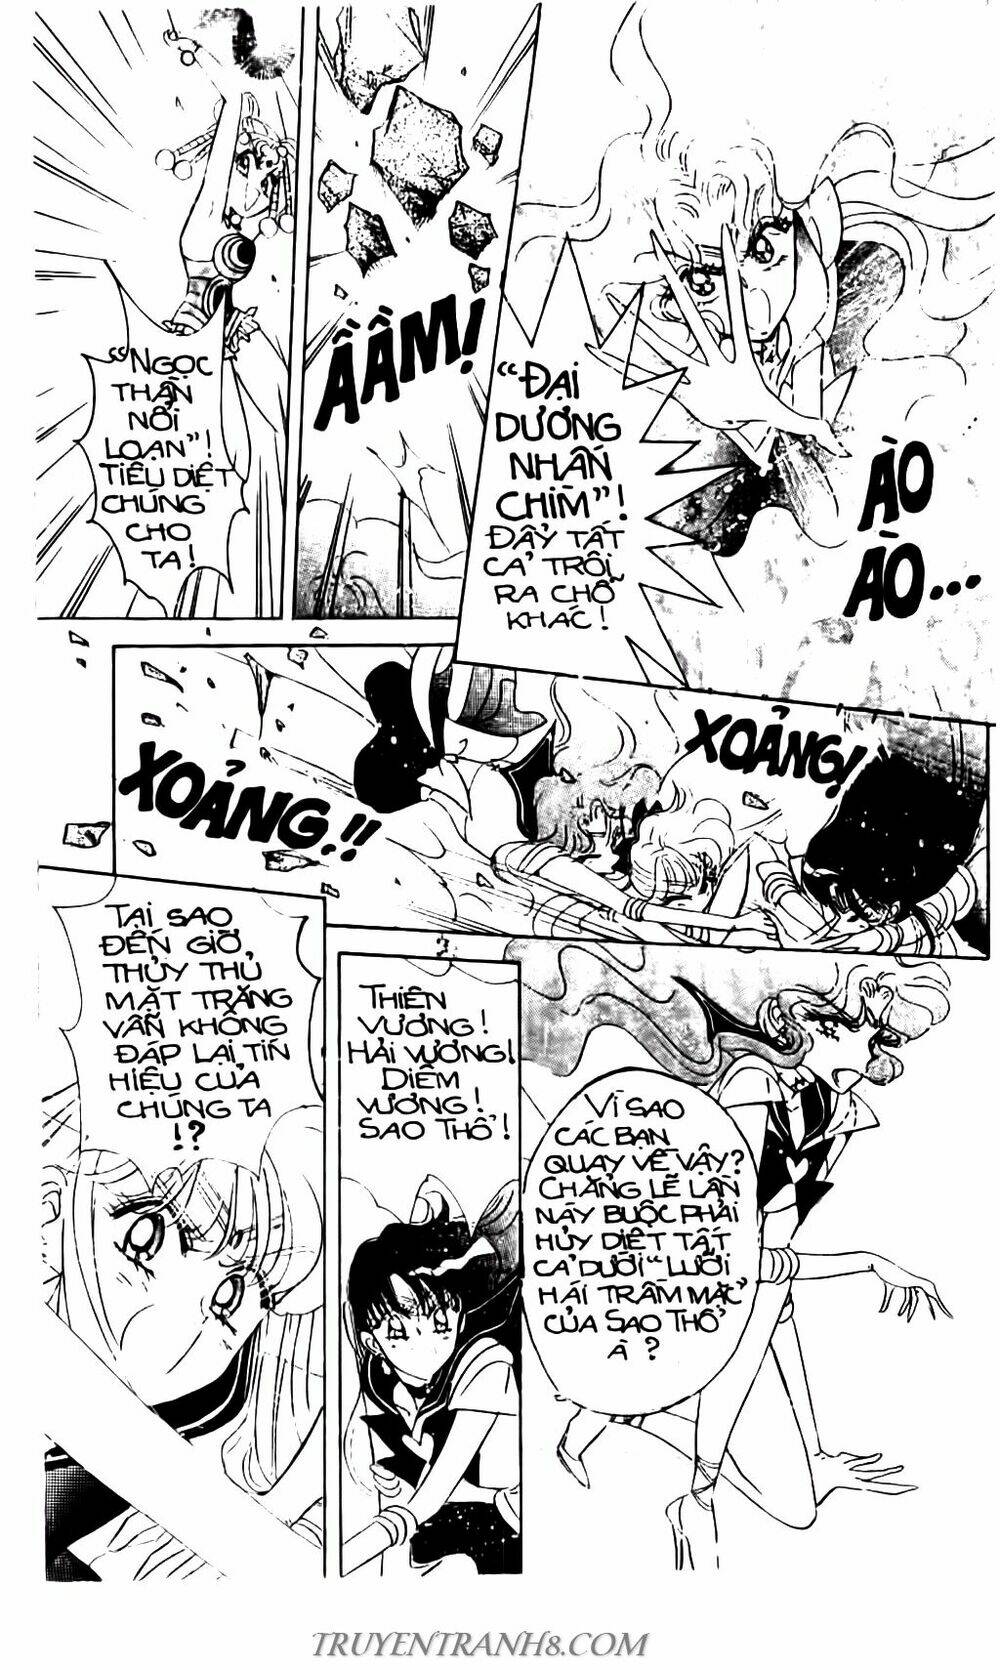 ÀO
ÀO...
"ĐẠI
DƯƠNG
NHẤN
CHÌM"!
ĐẨY TẤT
CẢ TRÔI
RA CHỖ
KHÁC!
ẦẦM!
"NGỌC
THẦN
NỔI
LOẠN"!
TIÊU DIỆT
CHÚNG
CHO
TA!
XOẢNG!
XOẢNG!!
VÌ SAO
CÁC BẠN
QUAY VỀ VẬY?
CHẲNG LẼ LẦN
NÀY BUỘC PHẢI
HỦY DIỆT TẤT
CẢ DƯỚI "LƯỠI
HÁI TRẦM MẶC"
CỦA SAO THỔ
À?
THIÊN
VƯƠNG!
HẢI VƯƠNG!
DIÊM
VƯƠNG!
SAO THỔ!
TẠI SAO
ĐẾN GIỜ
THỦY THỦ
MẶT TRĂNG
VẪN KHÔNG
ĐÁP LẠI TÍN
HIỆU CỦA
CHÚNG TA
!?
TRUYENTRANH8.COM